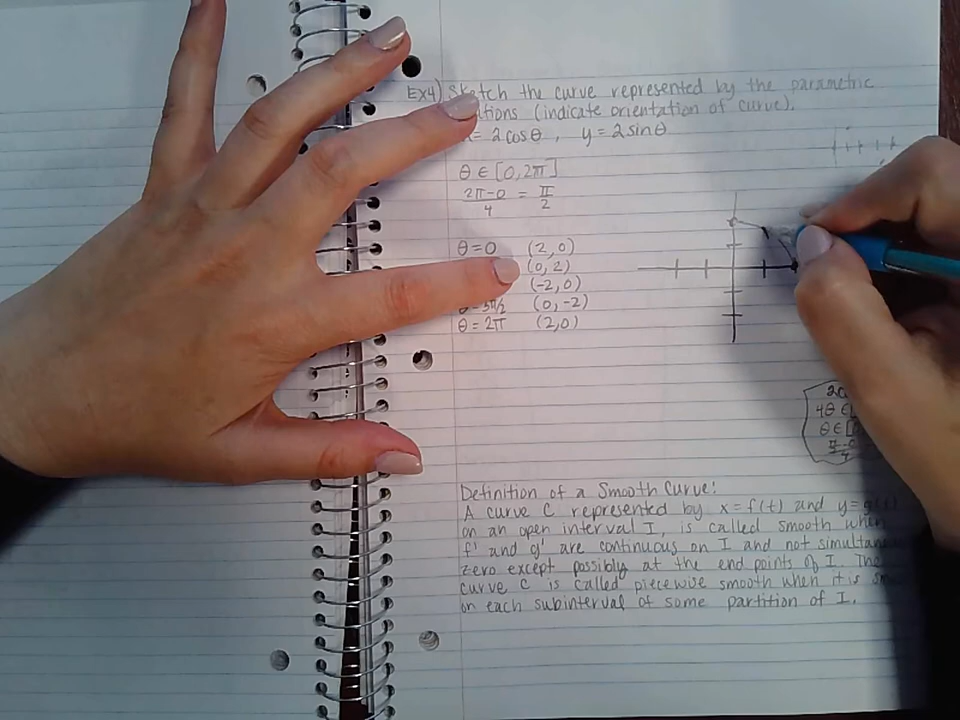 Ex4) Sketch the curve represented by the parametric
(indicate orientation of curve).
= 2 cos θ , y = 2 sin θ
θ ∈ [0, 2π]
2π-0/4 = π/2
θ = 0 (2, 0)
(0, 2)
(-2, 0)
(0, -2)
θ = 2π (2, 0)
4θ ∈
θ ∈
Definition of a Smooth Curve:
A curve C represented by x = f(t) and y =
on an open interval I, is called smooth when
f' and g' are continuous on I and not
zero except possibly at the end points of I. The
curve C is called piecewise smooth when it is
on each subinterval of some partition of I.